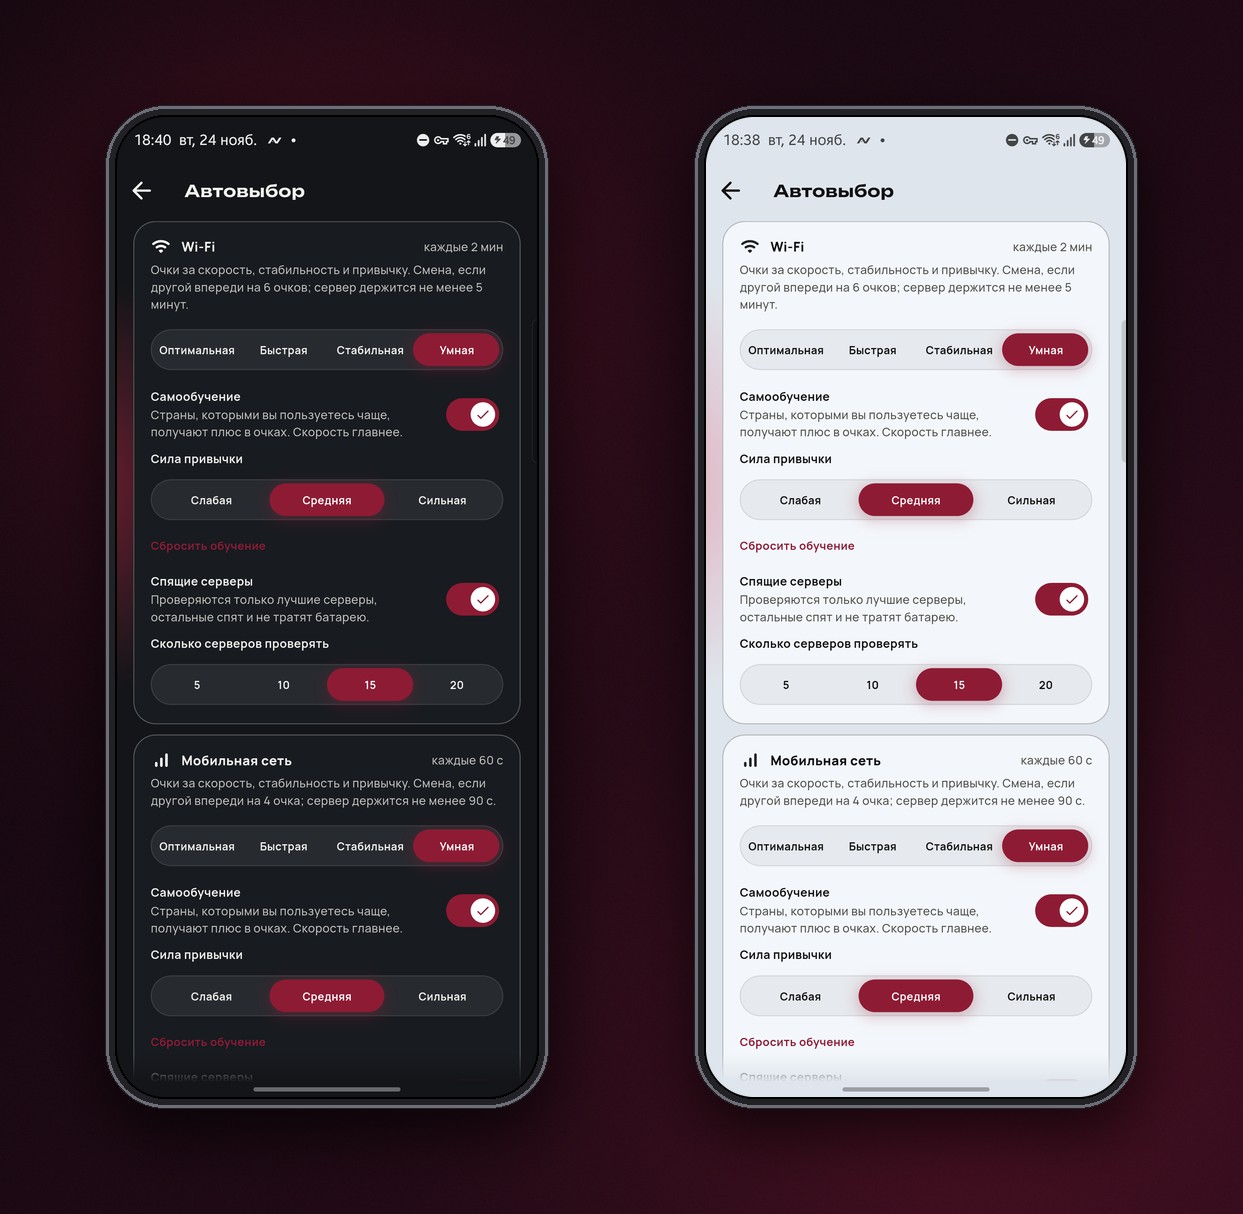 18:40 вт, 24 нояб.
49
Автовыбор
Wi-Fi
каждые 2 мин
Очки за скорость, стабильность и привычку. Смена, если
другой впереди на 6 очков; сервер держится не менее 5
минут.
Оптимальная Быстрая Стабильная Умная
Самообучение
Страны, которыми вы пользуетесь чаще,
получают плюс в очках. Скорость главнее.
Сила привычки
Слабая Средняя Сильная
Сбросить обучение
Спящие серверы
Проверяются только лучшие серверы,
остальные спят и не тратят батарею.
Сколько серверов проверять
5 10 15 20
Мобильная сеть
каждые 60 с
Очки за скорость, стабильность и привычку. Смена, если
другой впереди на 4 очка; сервер держится не менее 90 с.
Оптимальная Быстрая Стабильная Умная
Самообучение
Страны, которыми вы пользуетесь чаще,
получают плюс в очках. Скорость главнее.
Сила привычки
Слабая Средняя Сильная
Сбросить обучение
Спящие серверы
18:38 вт, 24 нояб.
49
Автовыбор
Wi-Fi
каждые 2 мин
Очки за скорость, стабильность и привычку. Смена, если
другой впереди на 6 очков; сервер держится не менее 5
минут.
Оптимальная Быстрая Стабильная Умная
Самообучение
Страны, которыми вы пользуетесь чаще,
получают плюс в очках. Скорость главнее.
Сила привычки
Слабая Средняя Сильная
Сбросить обучение
Спящие серверы
Проверяются только лучшие серверы,
остальные спят и не тратят батарею.
Сколько серверов проверять
5 10 15 20
Мобильная сеть
каждые 60 с
Очки за скорость, стабильность и привычку. Смена, если
другой впереди на 4 очка; сервер держится не менее 90 с.
Оптимальная Быстрая Стабильная Умная
Самообучение
Страны, которыми вы пользуетесь чаще,
получают плюс в очках. Скорость главнее.
Сила привычки
Слабая Средняя Сильная
Сбросить обучение
Спящие серверы